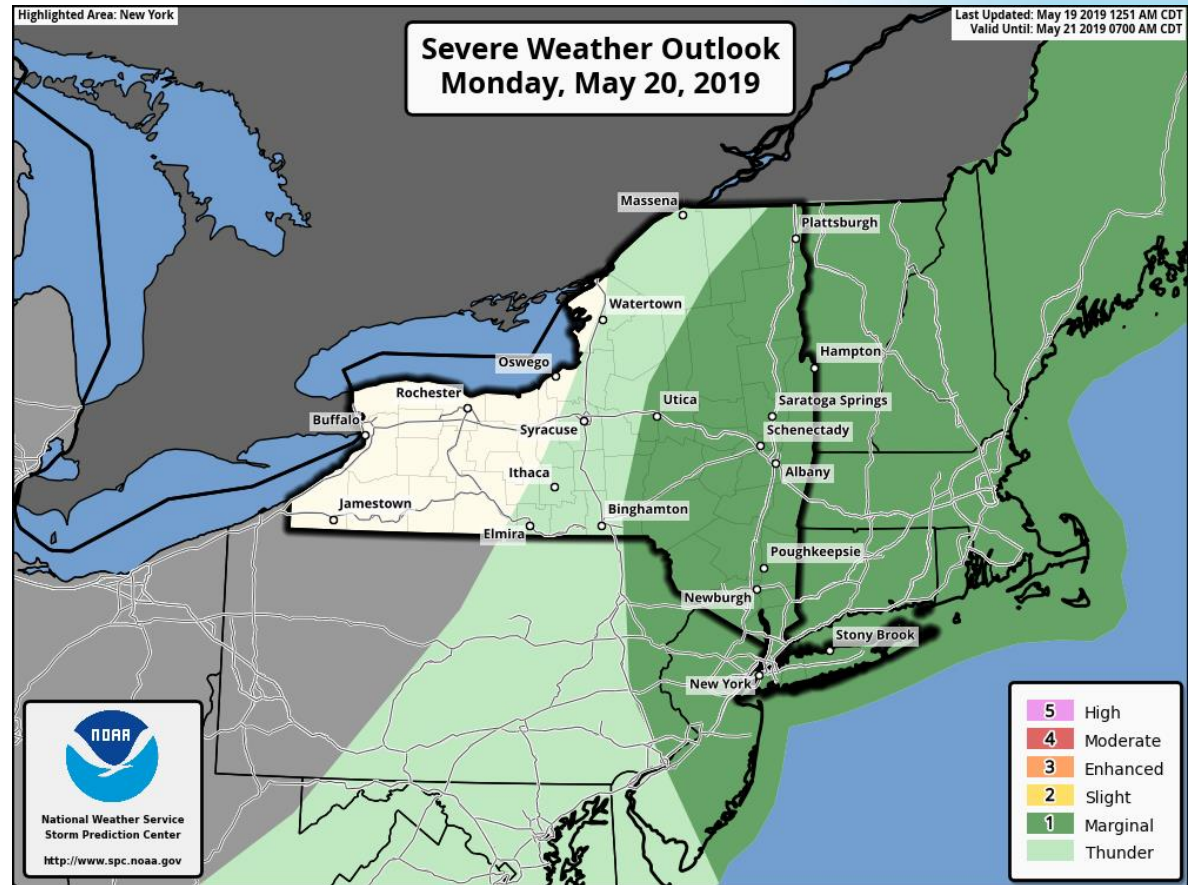 Highlighted Area: New York
Last Updated: May 19 2019 1251 AM CDT
Valid Until: May 21 2019 0700 AM CDT
Severe Weather Outlook
Monday, May 20, 2019
Massena
Plattsburgh
Watertown
Hampton
Oswego
Rochester
Utica
Saratoga Springs
Buffalo
Syracuse
Schenectady
Albany
Ithaca
Jamestown
Binghamton
Elmira
Poughkeepsie
Newburgh
Stony Brook
New York
NOAA
National Weather Service
Storm Prediction Center
http://www.spc.noaa.gov
5 High
4 Moderate
3 Enhanced
2 Slight
1 Marginal
Thunder